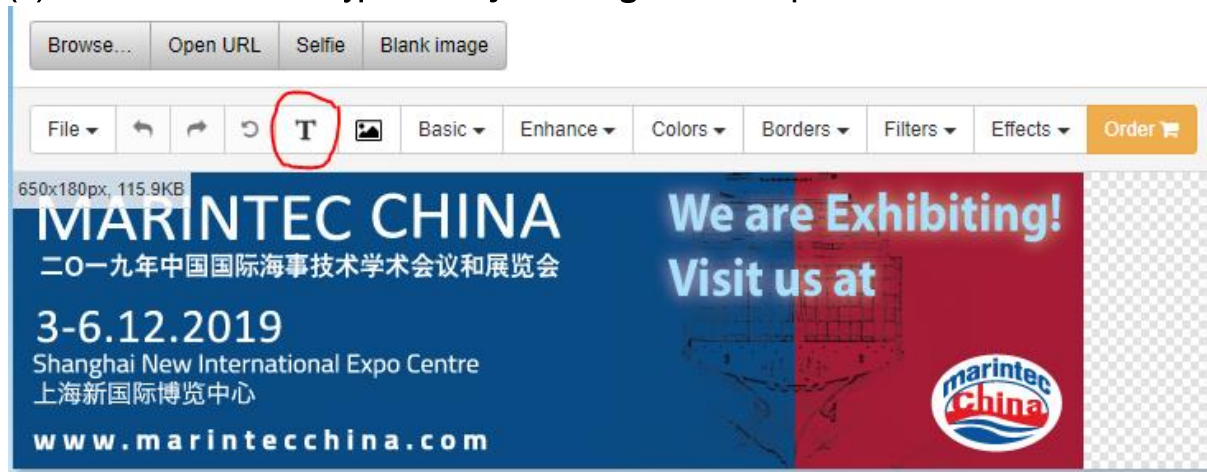 Browse... Open URL Selfie Blank image
File T Basic Enhance Colors Borders Filters Effects Order
650x180px, 115.9KB
MARINTEC CHINA
二O一九年中国国际海事技术学术会议和展览会
3-6.12.2019
Shanghai New International Expo Centre
上海新国际博览中心
www.marintecchina.com
We are Exhibiting!
Visit us at
marintec
china